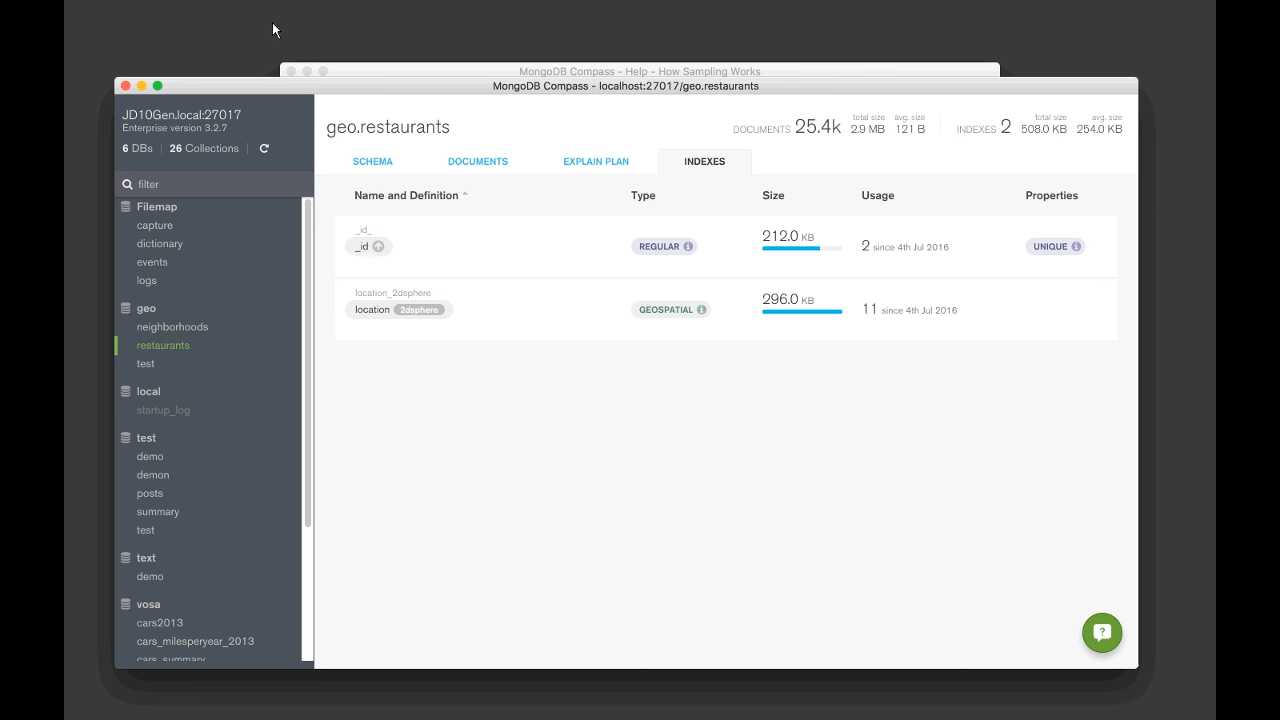 MongoDB Compass - Help - How Sampling Works
MongoDB Compass - localhost:27017/geo.restaurants
JD10Gen.local:27017
Enterprise version 3.2.7
6 DBs
26 Collections
filter
Filemap
capture
dictionary
events
logs
geo
neighborhoods
restaurants
test
local
startup_log
test
demo
demon
posts
summary
test
text
demo
vosa
cars2013
cars_milesperyear_2013
cars_summary
geo.restaurants
DOCUMENTS 25.4k total size 2.9 MB avg. size 121 B
INDEXES 2 total size 508.0 KB avg. size 254.0 KB
SCHEMA DOCUMENTS EXPLAIN PLAN INDEXES
Name and Definition Type Size Usage Properties
_id_
_id REGULAR 212.0 KB 2 since 4th Jul 2016 UNIQUE
location_2dsphere
location 2dsphere GEOSPATIAL 296.0 KB 11 since 4th Jul 2016
?